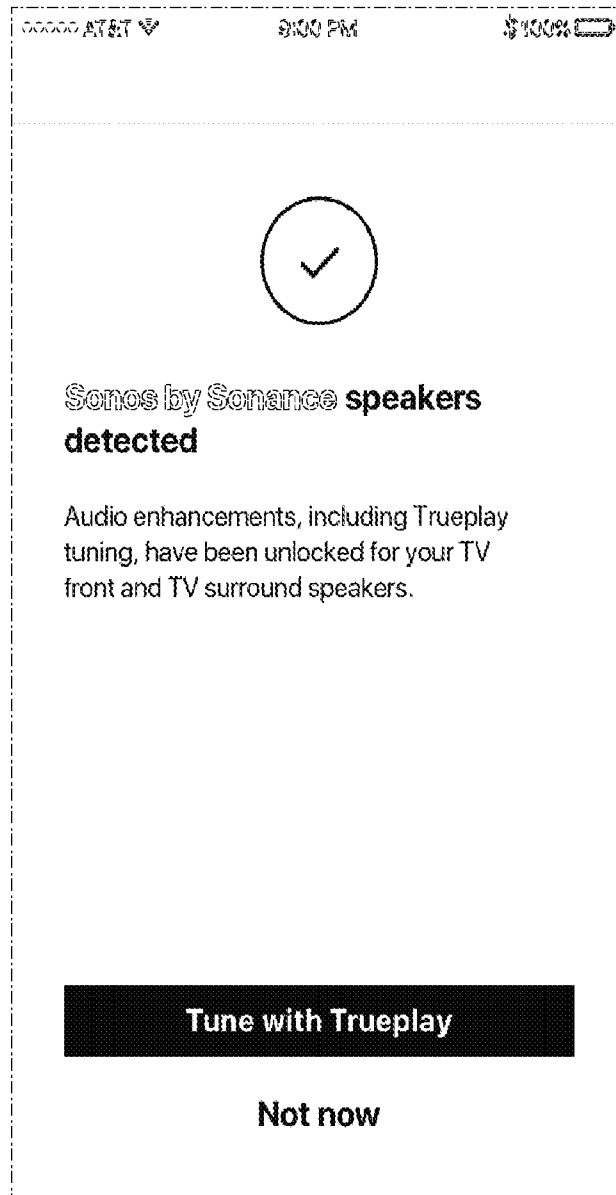 AT&T 9:00 PM 100%
Sonos by Sonance speakers
detected
Audio enhancements, including Trueplay
tuning, have been unlocked for your TV
front and TV surround speakers.
Tune with Trueplay
Not now